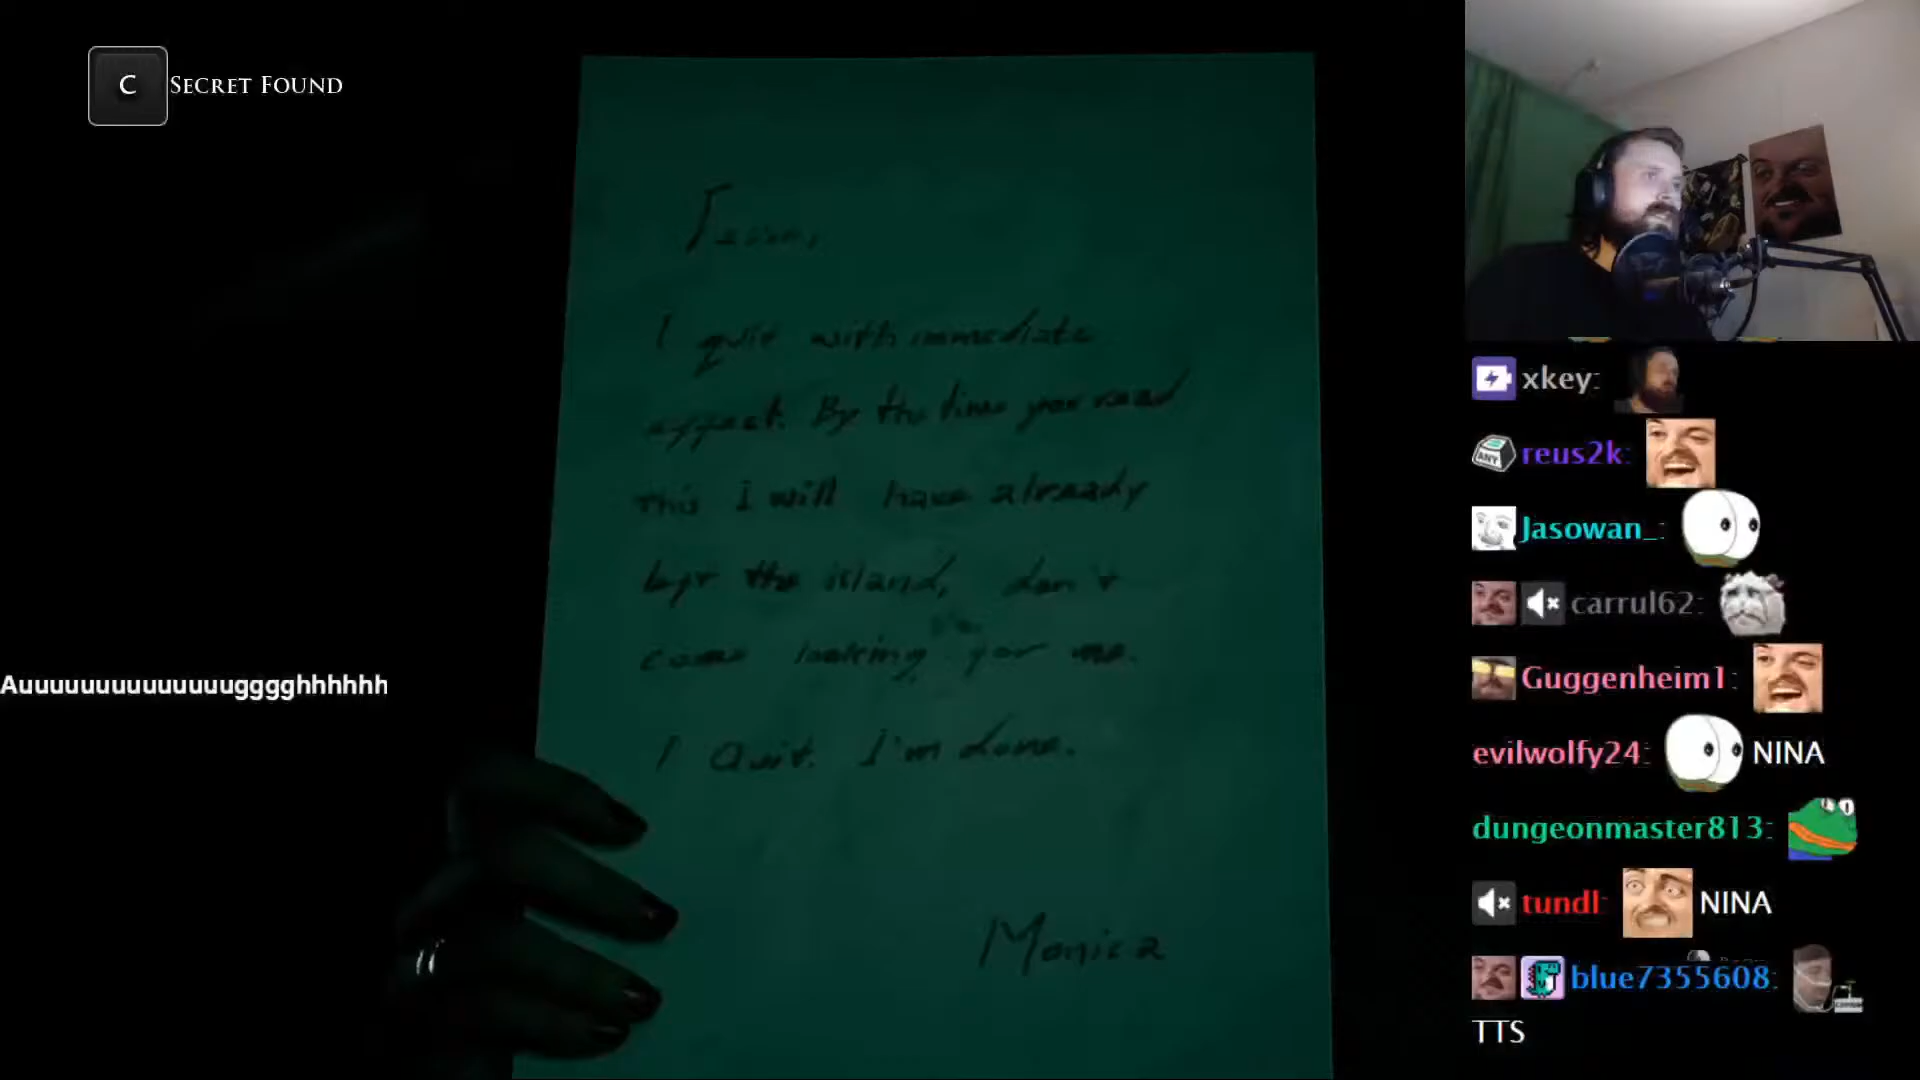 C SECRET FOUND
I quit with immediate
effect. By the time you read
this I will have already
left the island, don't
come looking for me.
I Quit. I'm done.
Monica
Auuuuuuuuuuuuuugggghhhhhh
xkey:
reus2k:
ANY
Jasowan_:
carrul62:
Guggenheim1:
evilwolfy24: NINA
dungeonmaster813:
tundl: NINA
blue7355608:
TTS